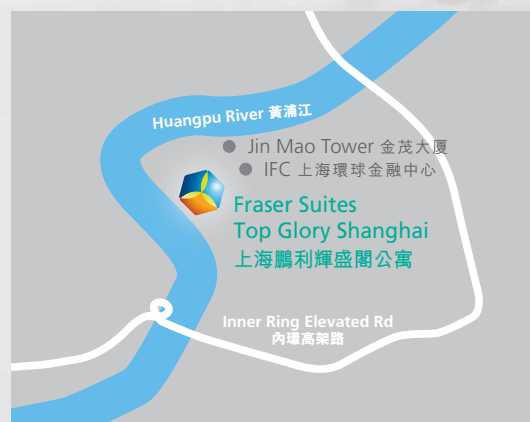 Huangpu River 黃浦江
Jin Mao Tower 金茂大厦
IFC 上海環球金融中心
Fraser Suites
Top Glory Shanghai
上海鵬利輝盛閣公寓
Inner Ring Elevated Rd
內環高架路